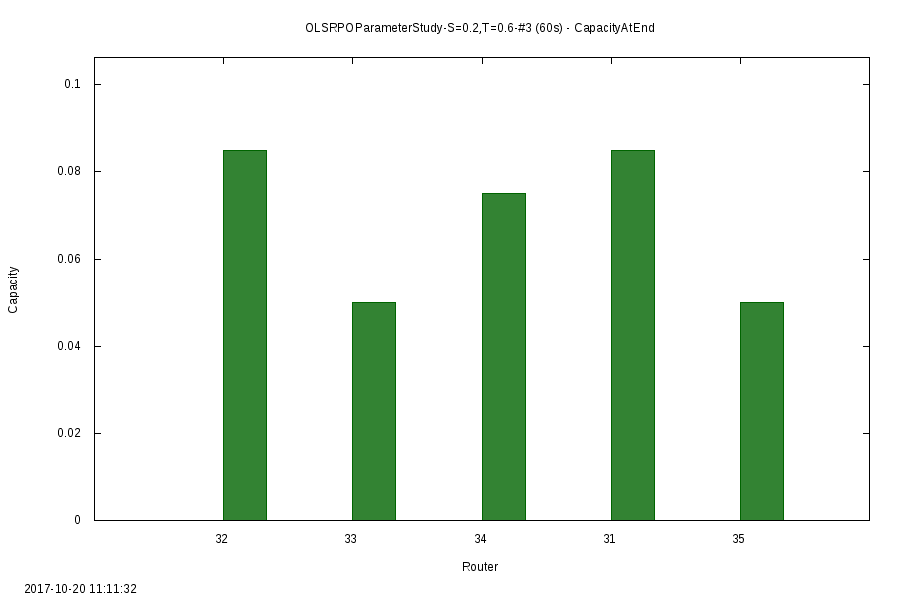 OLSRPOParameterStudy-S=0.2,T=0.6-#3 (60s) - CapacityAtEnd
0.1
0.08
0.06
0.04
0.02
0
Capacity
32 33 34 31 35
Router
2017-10-20 11:11:32